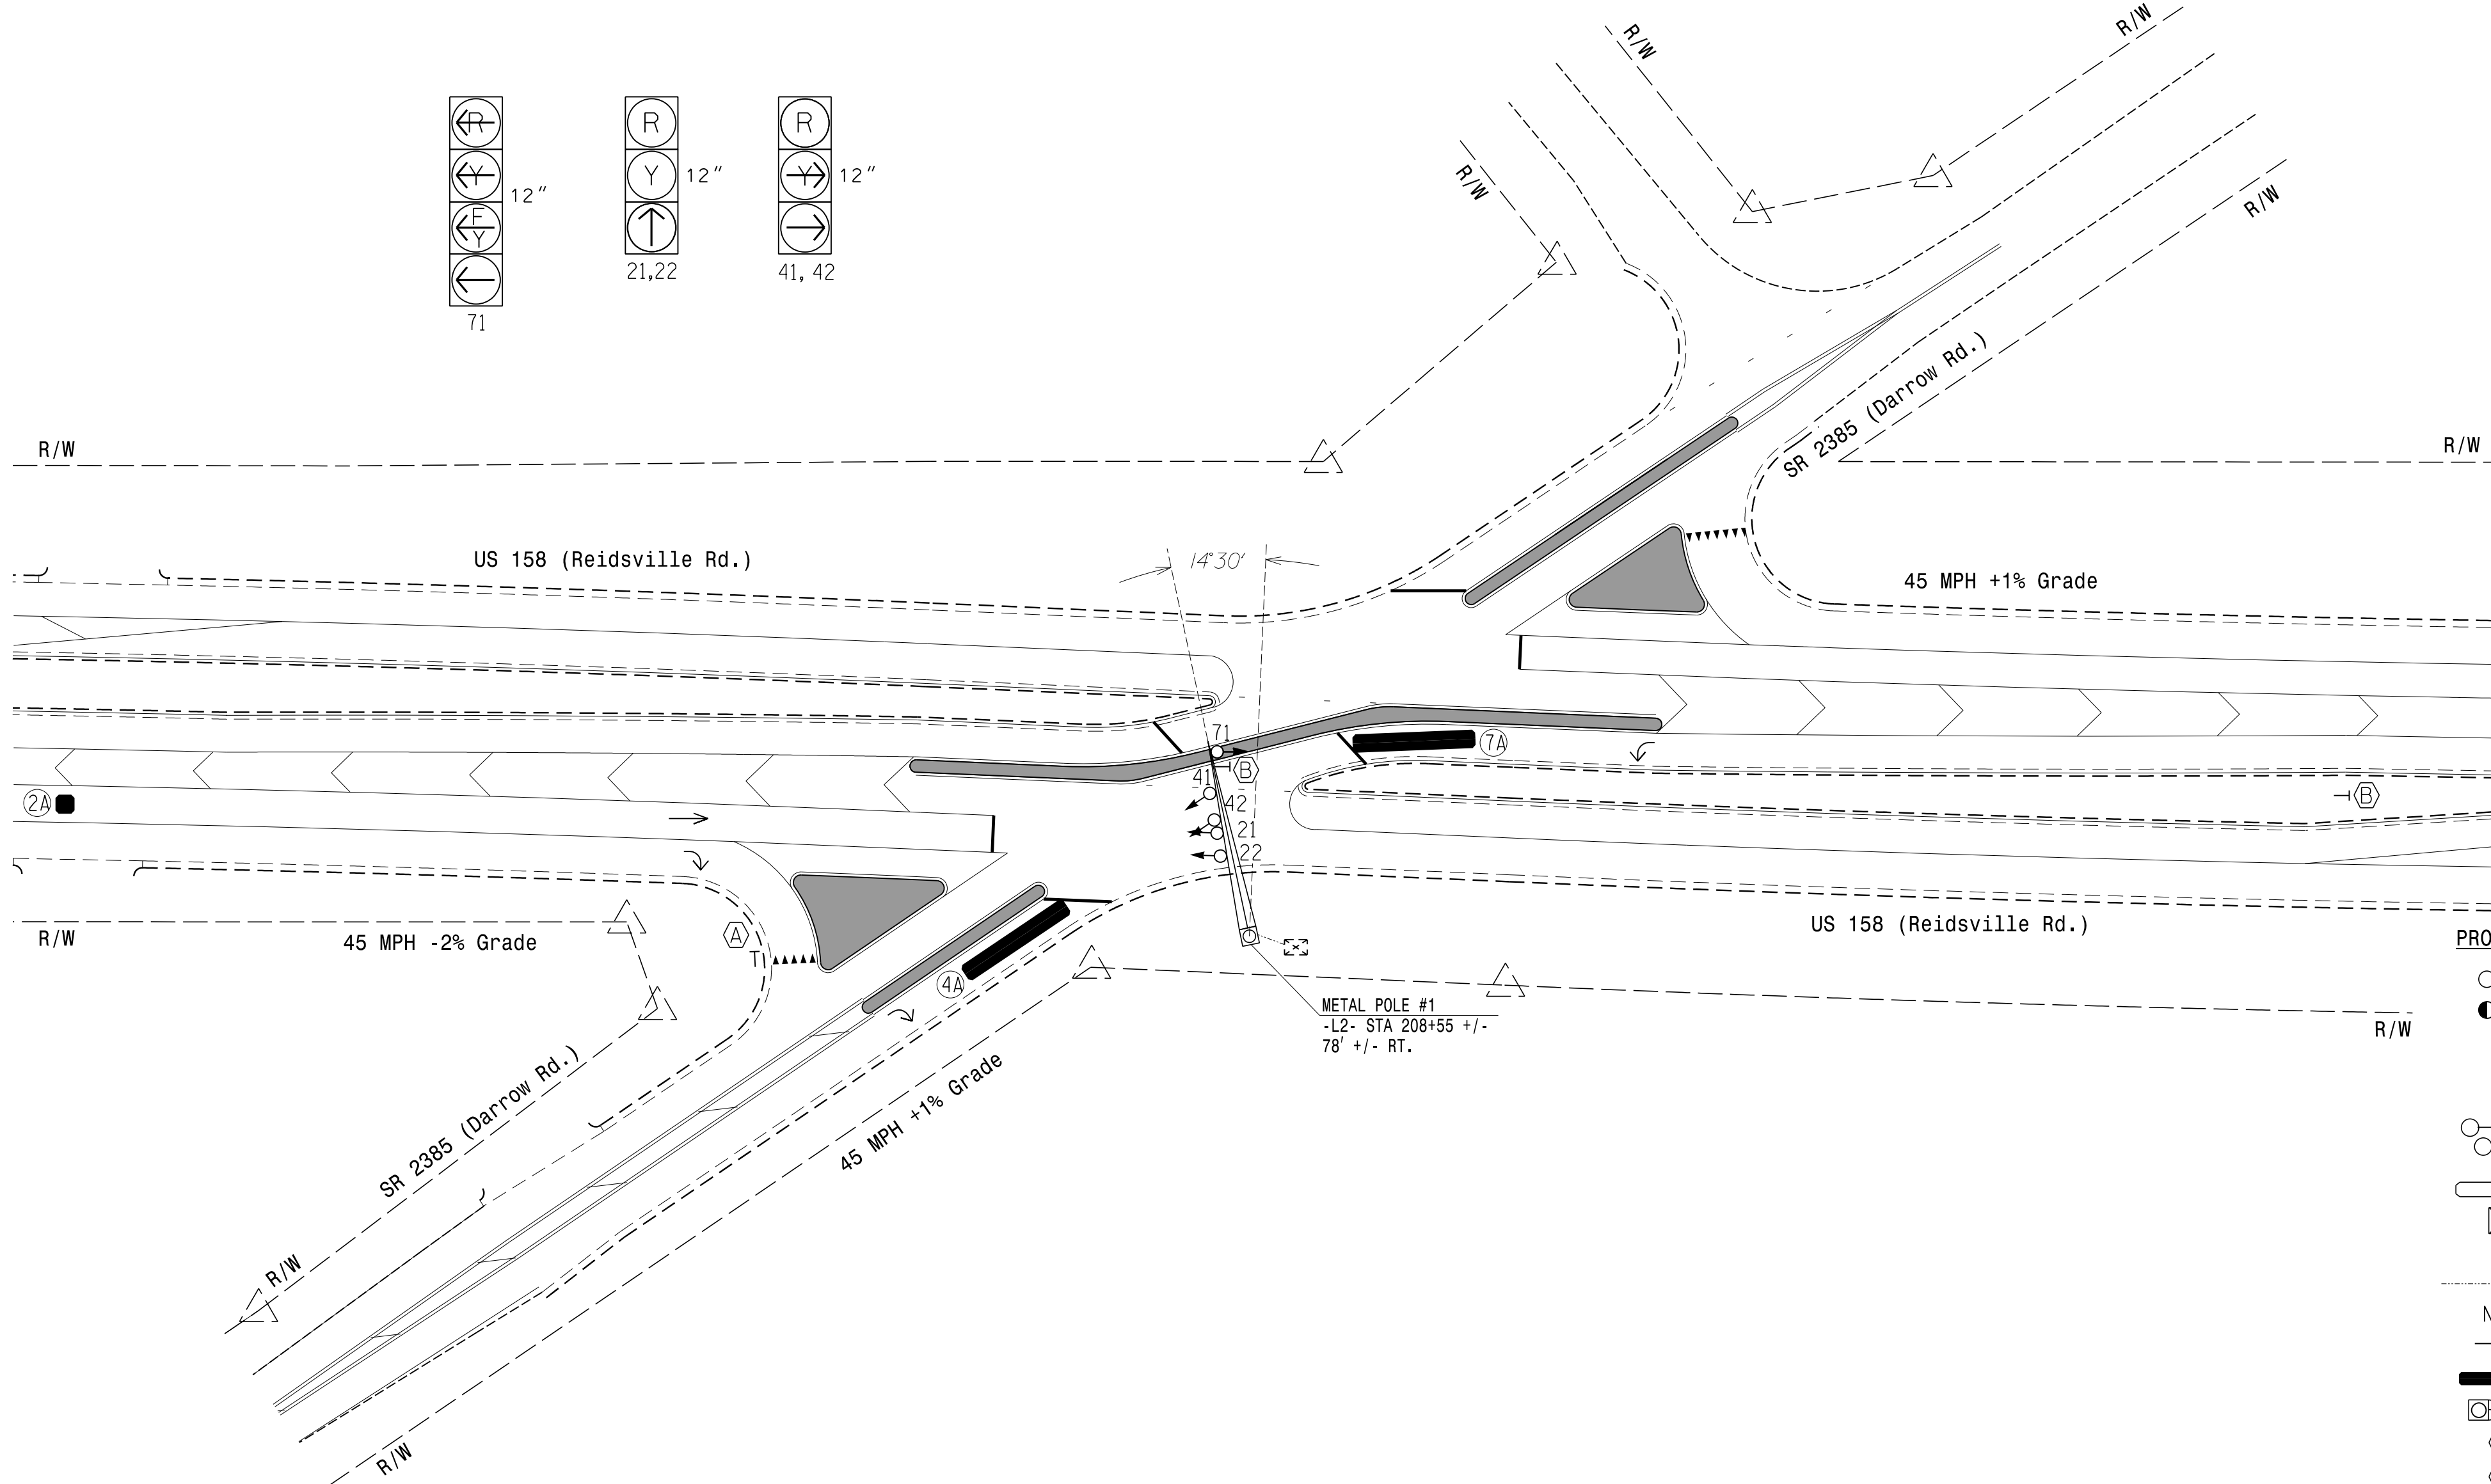 R/W
R/W
R/W
R/W
R
Y
F
Y
12"
71
R
Y
12"
21,22
R
Y
12"
41, 42
R/W
R/W
SR 2385 (Darrow Rd.)
US 158 (Reidsville Rd.)
14°30'
45 MPH +1% Grade
71
B
7A
41
42
21
22
2A
B
R/W
45 MPH -2% Grade
A
T
4A
US 158 (Reidsville Rd.)
METAL POLE #1
-L2- STA 208+55 +/-
78' +/- RT.
R/W
PRO
SR 2385 (Darrow Rd.)
45 MPH +1% Grade
R/W
R/W
N